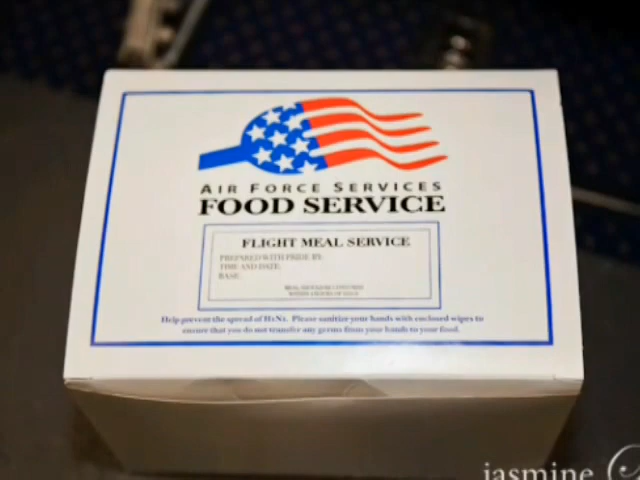 AIR FORCE SERVICES
FOOD SERVICE
FLIGHT MEAL SERVICE
PREPARED WITH PRIDE BY:
TIME AND DATE:
BASE:
Help prevent the spread of H1N1. Please sanitize your hands with enclosed wipes to
ensure that you do not transfer any germs from your hands to your food.
jasmine